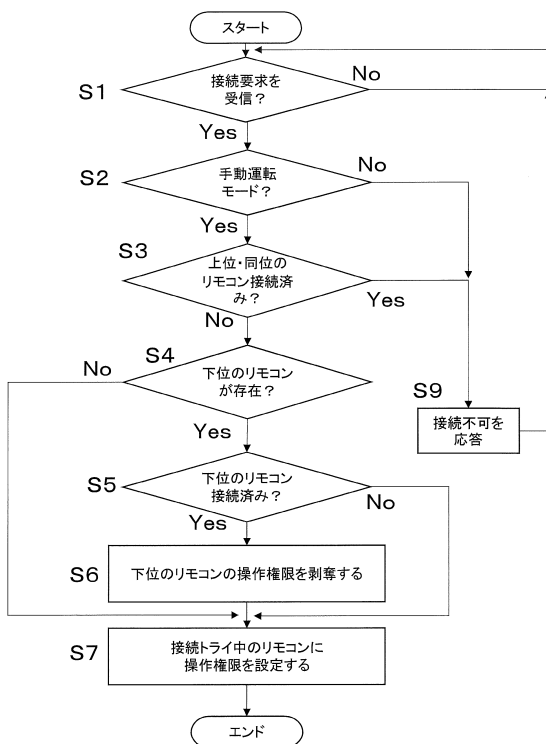 スタート
S1
接続要求を
受信？
No
Yes
S2
手動運転
モード？
No
Yes
S3
上位・同位の
リモコン接続済
み？
Yes
No
S4
No
下位のリモコン
が存在？
S9
接続不可を
応答
Yes
S5
下位のリモコン
接続済み？
No
Yes
S6
下位のリモコンの操作権限を剥奪する
S7
接続トライ中のリモコンに
操作権限を設定する
エンド